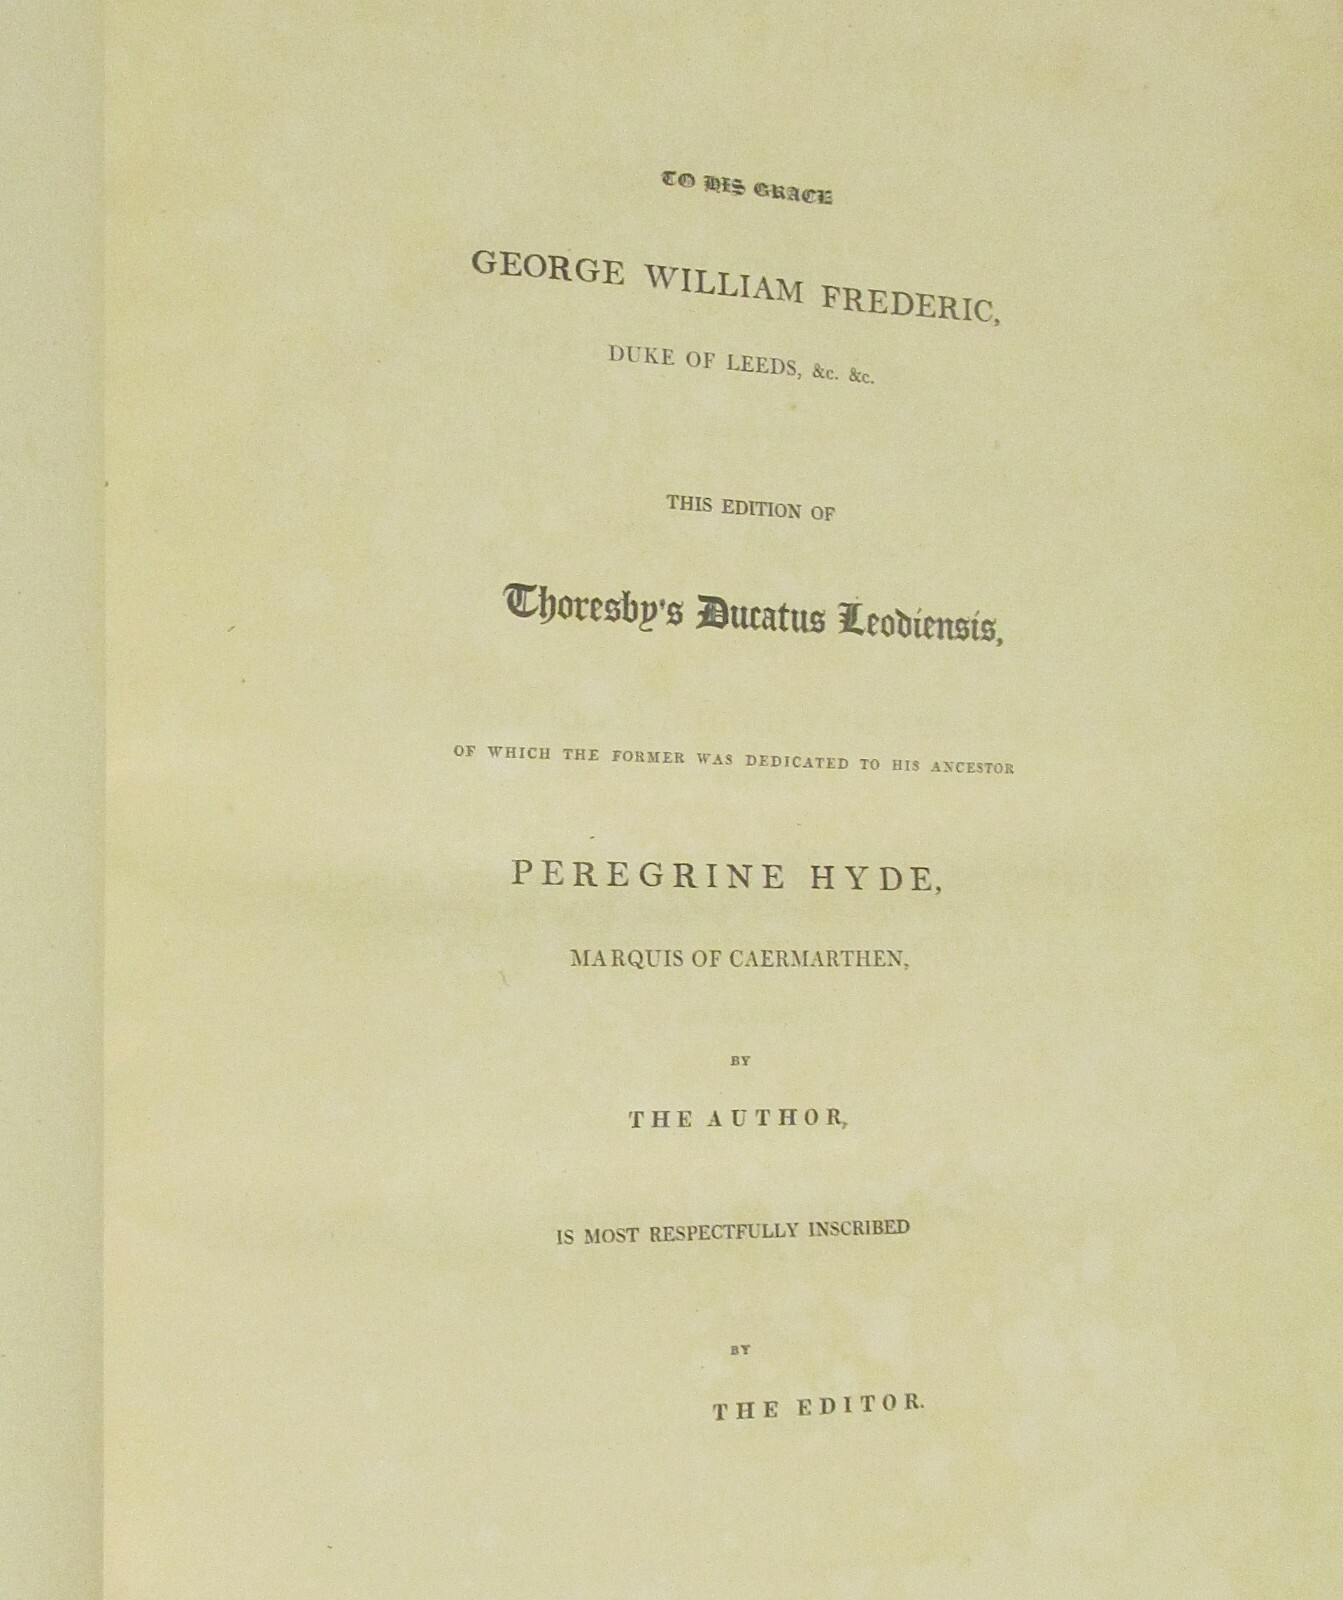 TO HIS GRACE
GEORGE WILLIAM FREDERIC,
DUKE OF LEEDS, &c. &c.
THIS EDITION OF
Thoresby's Ducatus Leodiensis,
OF WHICH THE FORMER WAS DEDICATED TO HIS ANCESTOR
PEREGRINE HYDE,
MARQUIS OF CAERMARTHEN,
BY
THE AUTHOR,
IS MOST RESPECTFULLY INSCRIBED
BY
THE EDITOR.